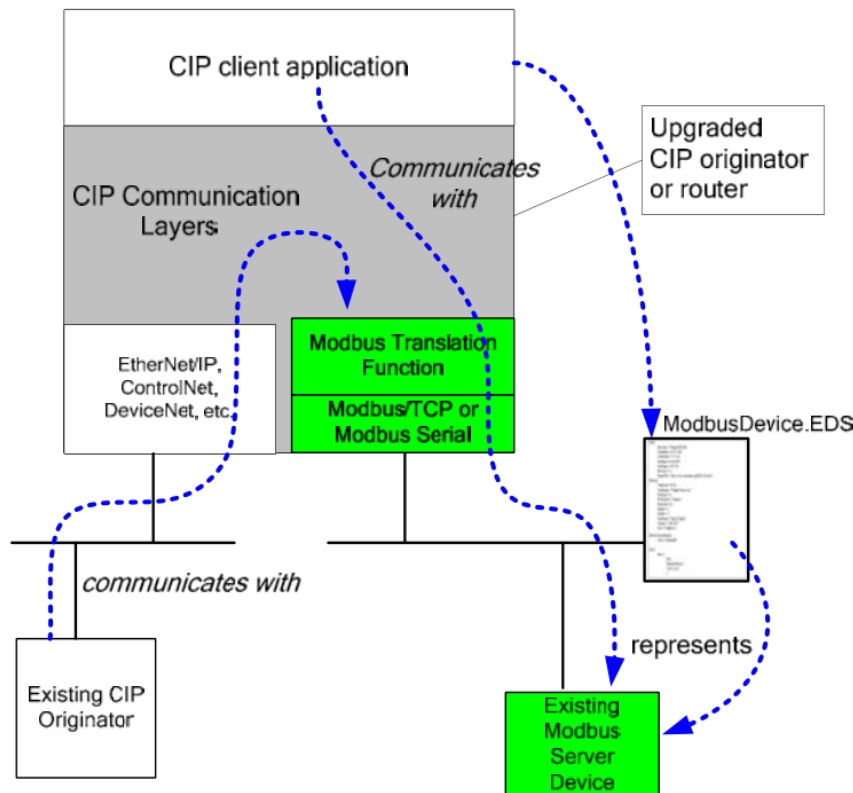 CIP client application
Communicates
with
Upgraded
CIP originator
or router
CIP Communication
Layers
EtherNet/IP,
ControlNet,
DeviceNet, etc.
Modbus Translation
Function
Modbus/TCP or
Modbus Serial
ModbusDevice.EDS
communicates with
represents
Existing CIP
Originator
Existing
Modbus
Server
Device